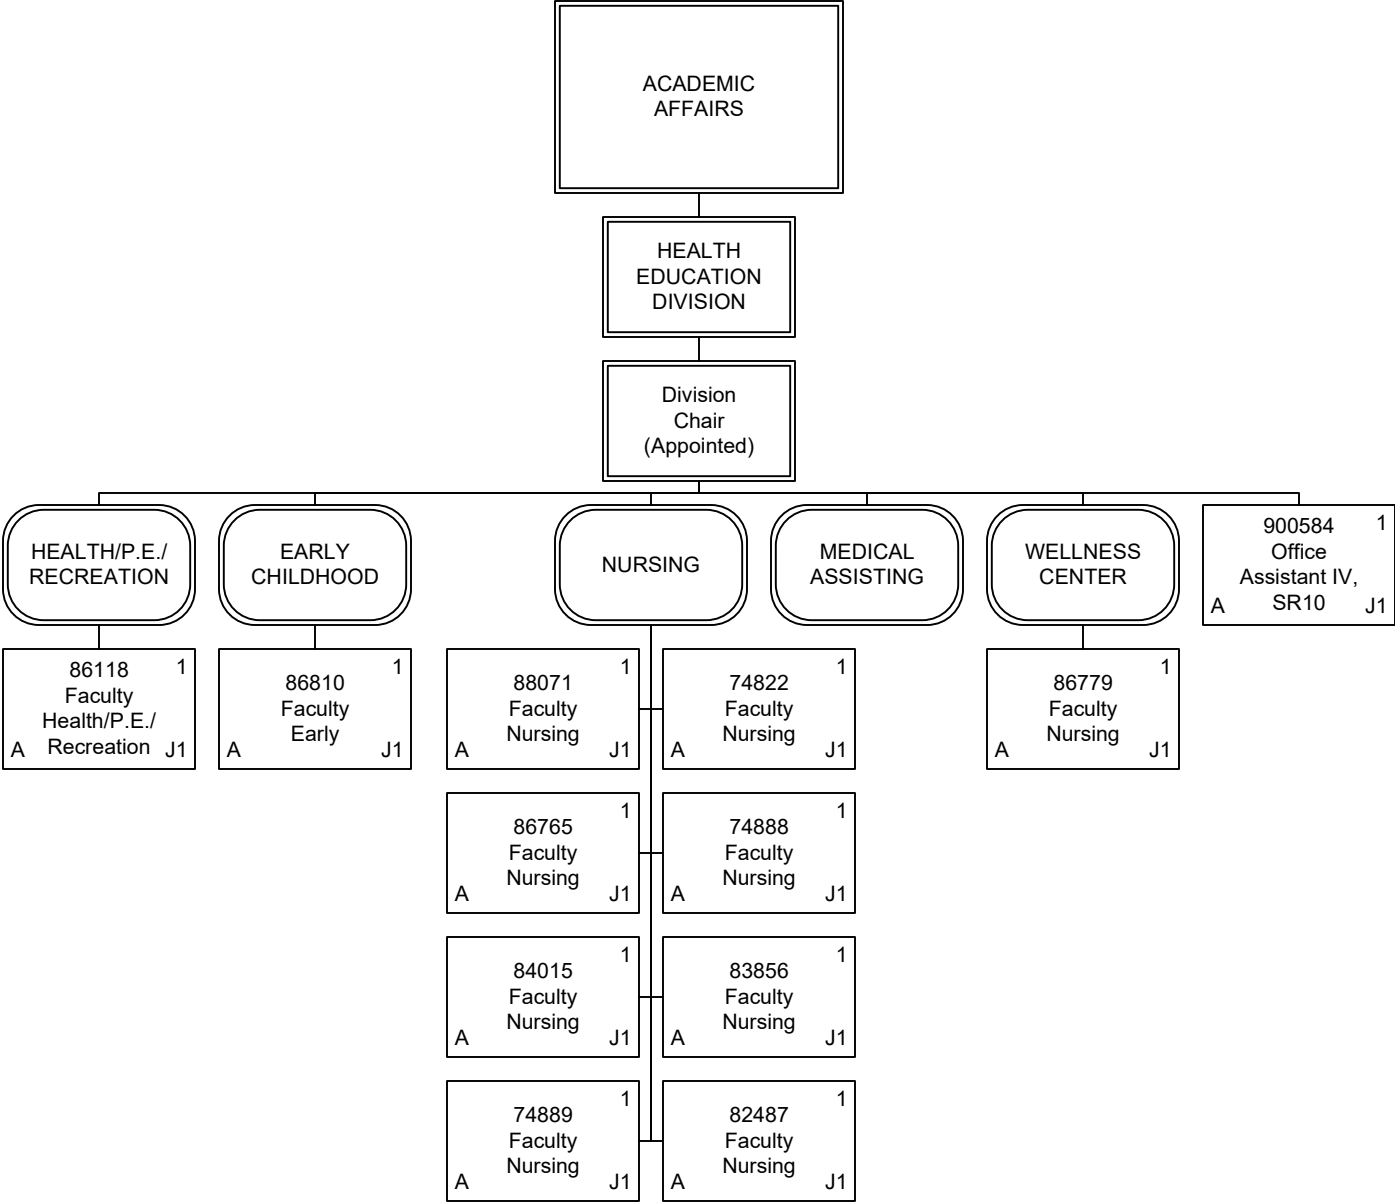 ACADEMIC
AFFAIRS
HEALTH
EDUCATION
DIVISION
Division
Chair
(Appointed)
HEALTH/P.E./
RECREATION
EARLY
CHILDHOOD
NURSING
MEDICAL
ASSISTING
WELLNESS
CENTER
900584 1
Office
Assistant IV,
A SR10 J1
86118 1
Faculty
Health/P.E./
A Recreation J1
1
86810
Faculty
Early
A J1
1
88071
Faculty
Nursing
A J1
1
74822
Faculty
Nursing
A J1
1
86779
Faculty
Nursing
A J1
1
86765
Faculty
Nursing
A J1
1
74888
Faculty
Nursing
A J1
1
84015
Faculty
Nursing
A J1
1
83856
Faculty
Nursing
A J1
1
74889
Faculty
Nursing
A J1
1
82487
Faculty
Nursing
A J1